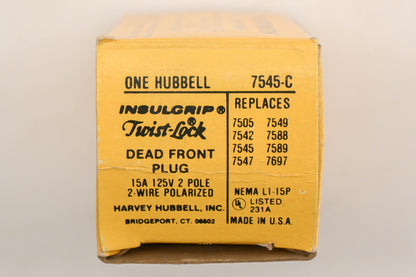 ONE HUBBELL 7545-C
INSULGRIP®
Twist-Lock®
DEAD FRONT
PLUG
15A 125V 2 POLE
2-WIRE POLARIZED
HARVEY HUBBELL, INC.
BRIDGEPORT, CT. 06602
REPLACES
7505 7549
7542 7588
7545 7589
7547 7697
NEMA L1-15P
UL LISTED
231A
MADE IN U.S.A.